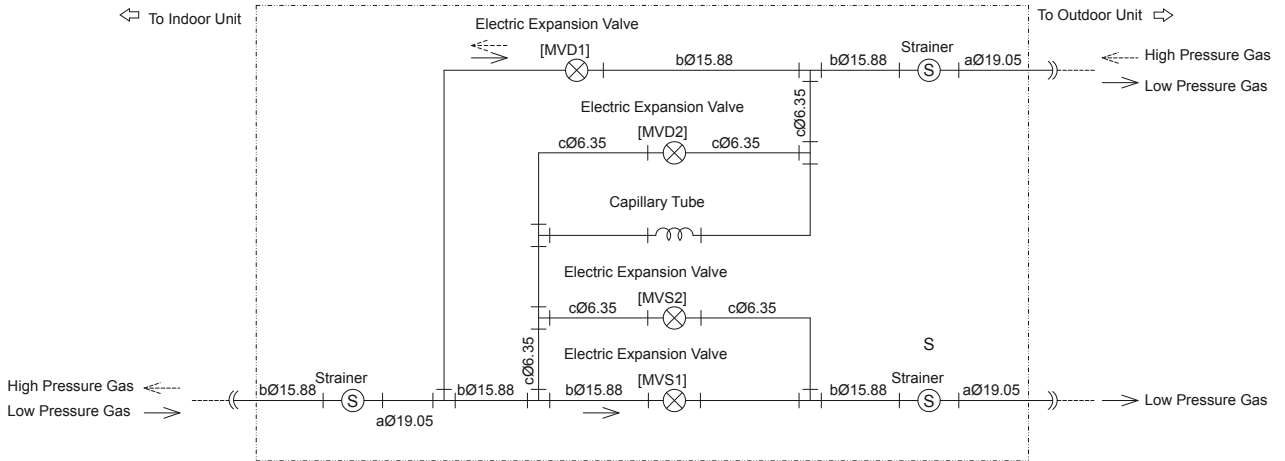 To Indoor Unit
To Outdoor Unit
Electric Expansion Valve
[MVD1]
bØ15.88
bØ15.88
Strainer
S
aØ19.05
High Pressure Gas
Low Pressure Gas
Electric Expansion Valve
[MVD2]
cØ6.35
cØ6.35
cØ6.35
Capillary Tube
Electric Expansion Valve
[MVS2]
cØ6.35
cØ6.35
S
cØ6.35
Electric Expansion Valve
[MVS1]
High Pressure Gas
Low Pressure Gas
bØ15.88
Strainer
S
aØ19.05
bØ15.88
bØ15.88
bØ15.88
Strainer
S
aØ19.05
Low Pressure Gas